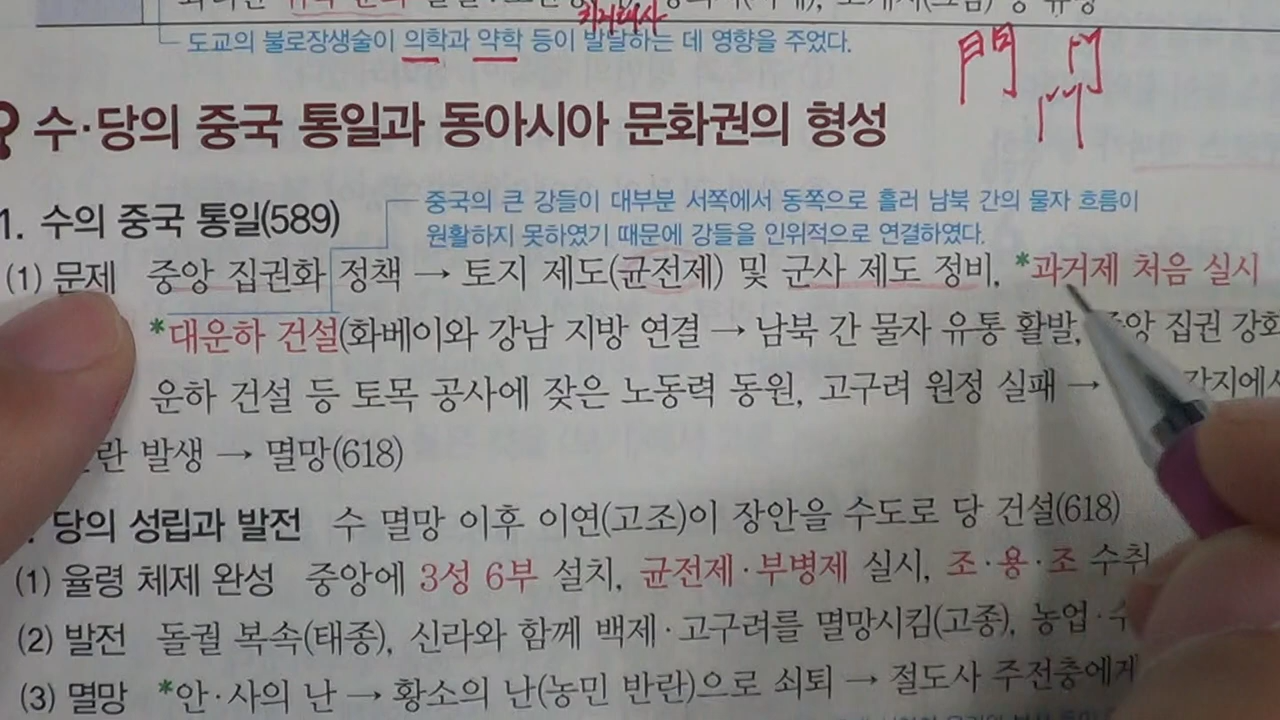 도교의 불로장생술이 의학과 약학 등이 발달하는 데 영향을 주었다.
門 門
수·당의 중국 통일과 동아시아 문화권의 형성
중국의 큰 강들이 대부분 서쪽에서 동쪽으로 흘러 남북 간의 물자 흐름이
원활하지 못하였기 때문에 강들을 인위적으로 연결하였다.
1. 수의 중국 통일(589)
(1) 문제 중앙 집권화 정책 → 토지 제도(균전제) 및 군사 제도 정비, *과거제 처음 실시
*대운하 건설(화베이와 강남 지방 연결 → 남북 간 물자 유통 활발, 집권 강화
운하 건설 등 토목 공사에 잦은 노동력 동원, 고구려 원정 실패 →
란 발생 → 멸망(618)
당의 성립과 발전 수 멸망 이후 이연(고조)이 장안을 수도로 당 건설(618)
(1) 율령 체제 완성 중앙에 3성 6부 설치, 균전제·부병제 실시, 조·용·조 수취
(2) 발전 돌궐 복속(태종), 신라와 함께 백제·고구려를 멸망시킴(고종), 농업·수
(3) 멸망 *안·사의 난 → 황소의 난(농민 반란)으로 쇠퇴 → 절도사 주전충에게